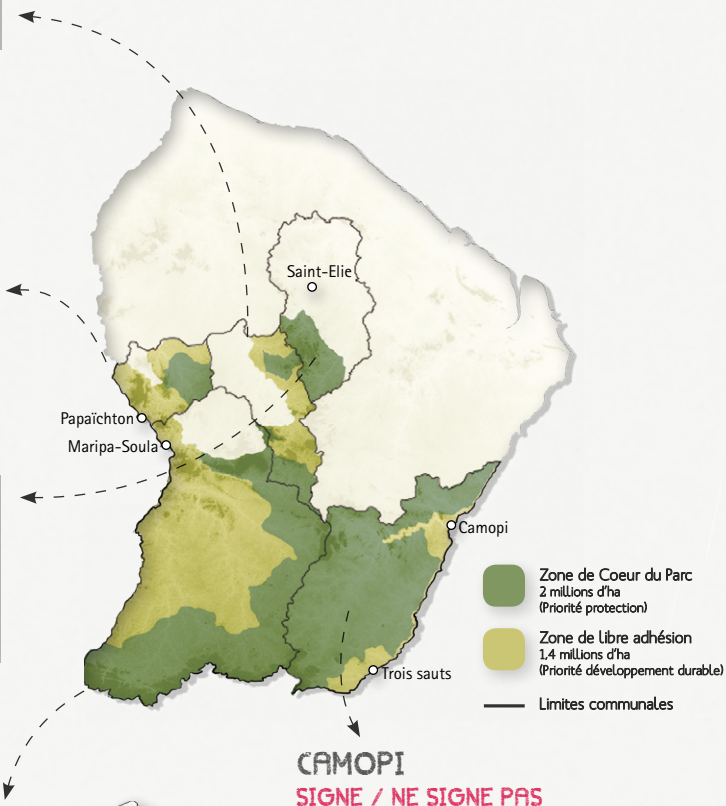 Saint-Elie
Papaïchton
Maripa-Soula
Camopi
Zone de Coeur du Parc
2 millions d'ha
(Priorité protection)
Zone de libre adhésion
1,4 millions d'ha
(Priorité développement durable)
Trois sauts
Limites communales
CAMOPI
SIGNE / NE SIGNE PAS